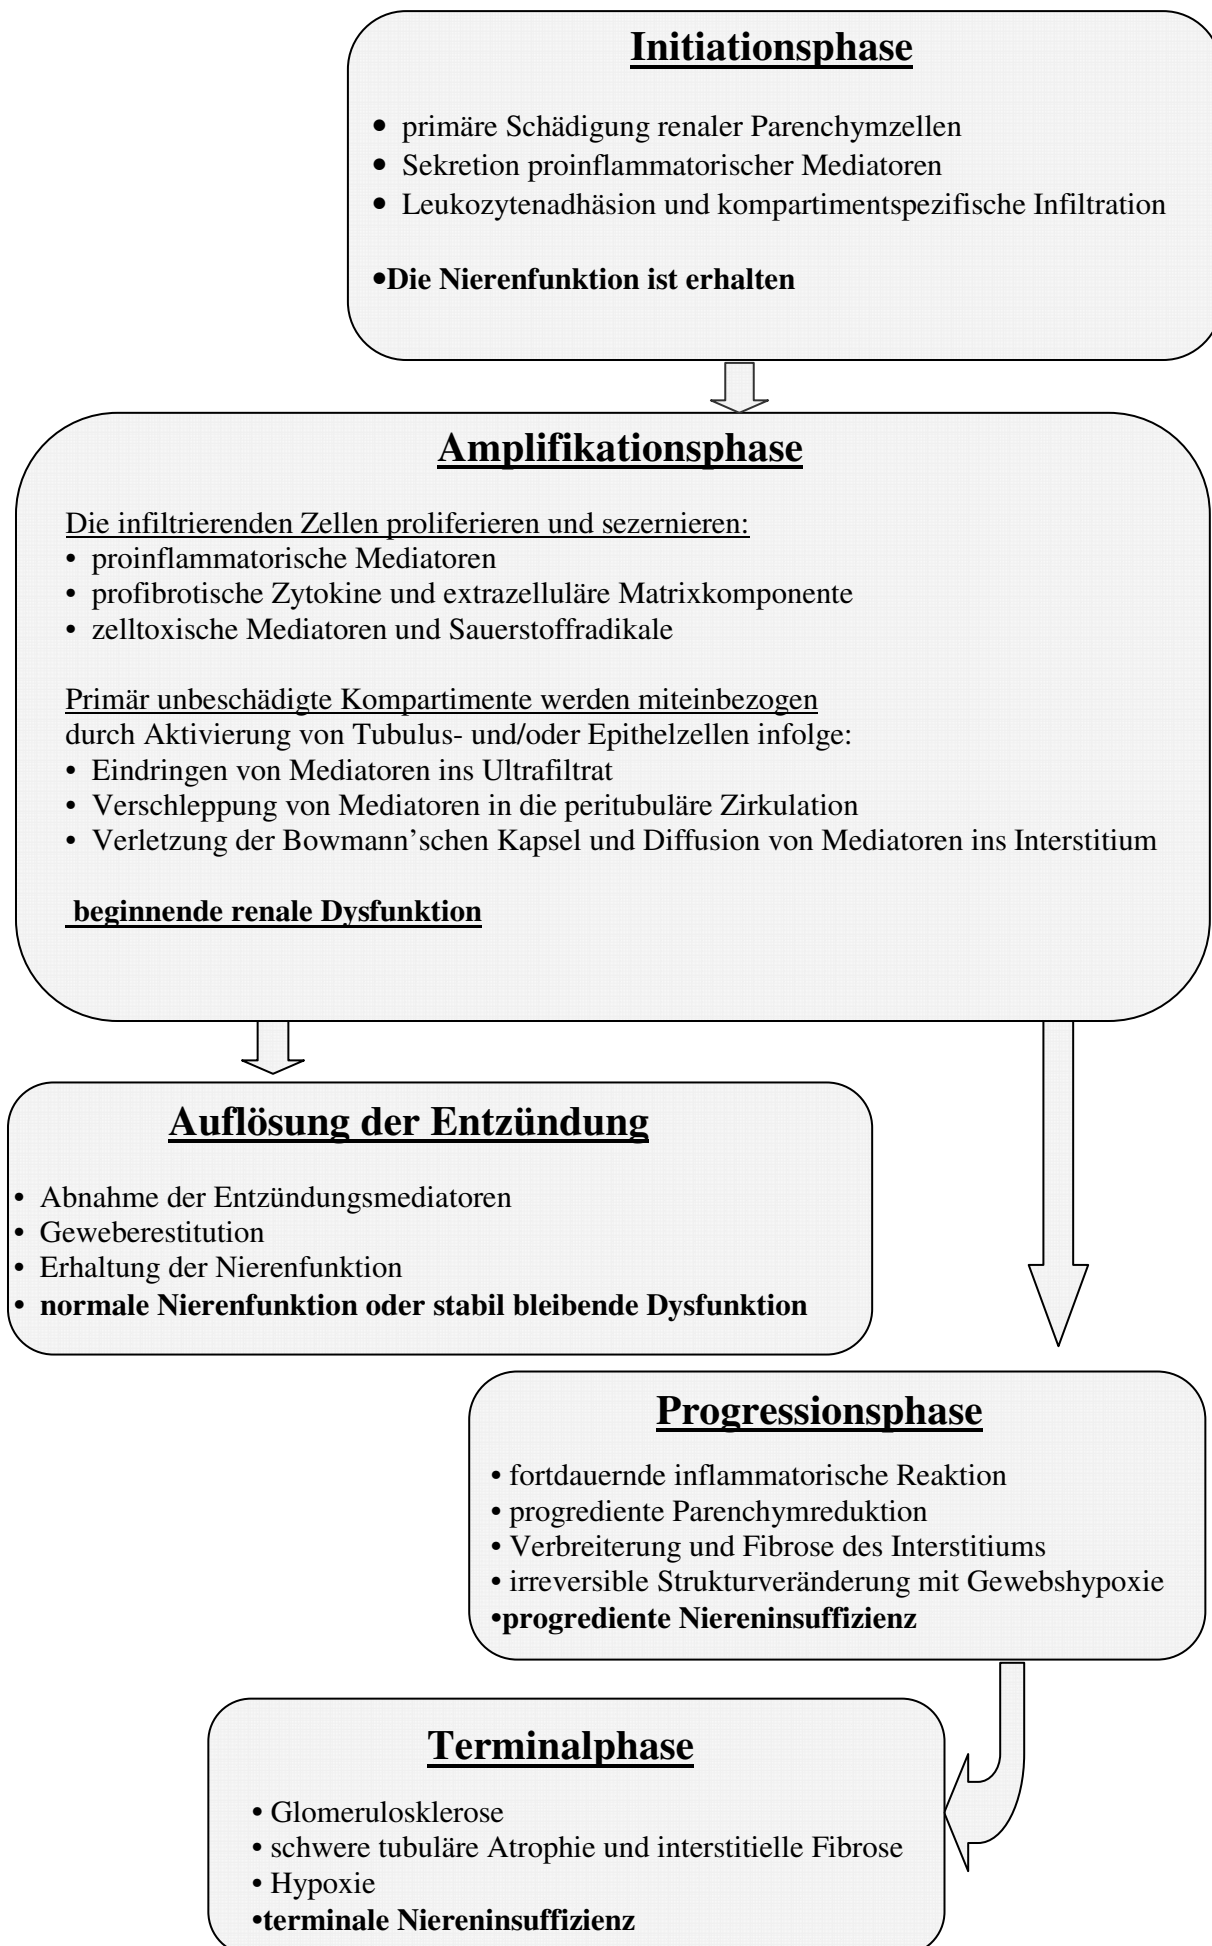 Initiationsphase
• primäre Schädigung renaler Parenchymzellen
• Sekretion proinflammatorischer Mediatoren
• Leukozytenadhäsion und kompartimentspezifische Infiltration
•Die Nierenfunktion ist erhalten
Amplifikationsphase
Die infiltrierenden Zellen proliferieren und sezernieren:
• proinflammatorische Mediatoren
• profibrotische Zytokine und extrazelluläre Matrixkomponente
• zelltoxische Mediatoren und Sauerstoffradikale
Primär unbeschädigte Kompartimente werden miteinbezogen
durch Aktivierung von Tubulus- und/oder Epithelzellen infolge:
• Eindringen von Mediatoren ins Ultrafiltrat
• Verschleppung von Mediatoren in die peritubuläre Zirkulation
• Verletzung der Bowmann’schen Kapsel und Diffusion von Mediatoren ins Interstitium
beginnende renale Dysfunktion
Auflösung der Entzündung
• Abnahme der Entzündungsmediatoren
• Geweberestitution
• Erhaltung der Nierenfunktion
• normale Nierenfunktion oder stabil bleibende Dysfunktion
Progressionsphase
• fortdauernde inflammatorische Reaktion
• progrediente Parenchymreduktion
• Verbreiterung und Fibrose des Interstitiums
• irreversible Strukturveränderung mit Gewebshypoxie
•progrediente Niereninsuffizienz
Terminalphase
• Glomerulosklerose
• schwere tubuläre Atrophie und interstitielle Fibrose
• Hypoxie
•terminale Niereninsuffizienz